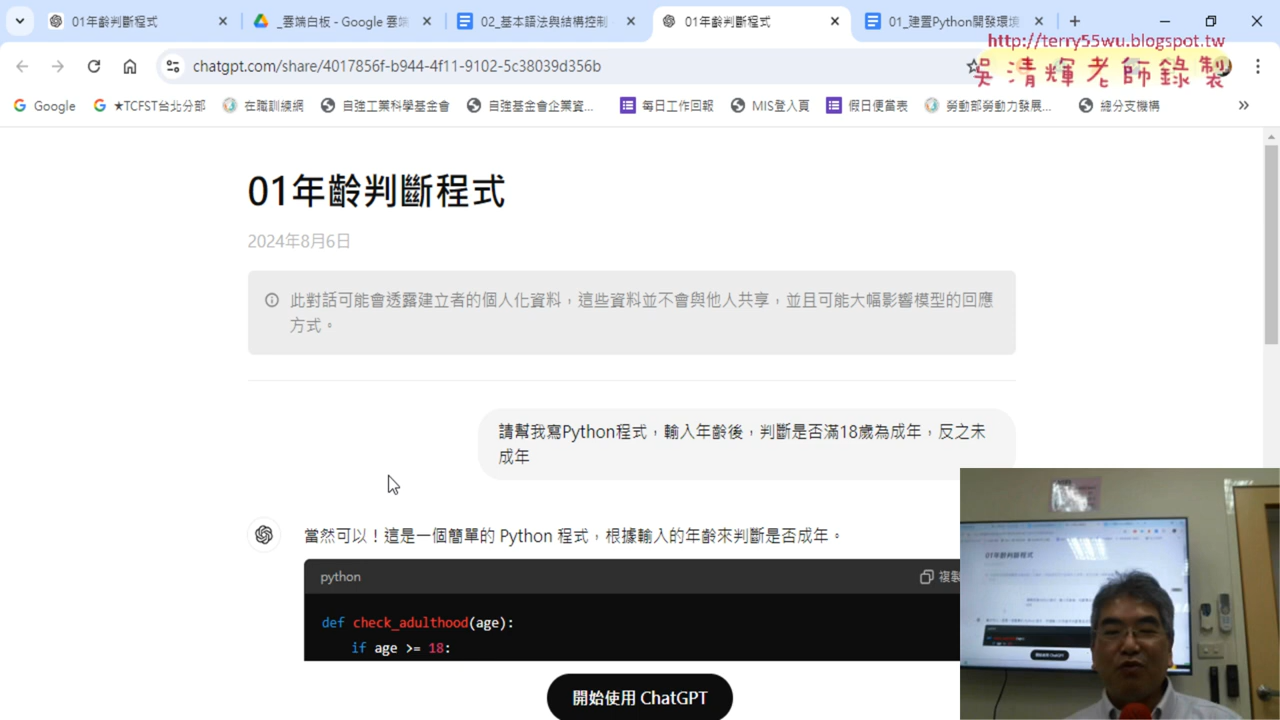 01年齡判斷程式
_雲端白板 - Google 雲端
02_基本語法與結構控制
01年齡判斷程式
01_建置Python開發環境
http://terry55wu.blogspot.tw
吳清輝老師錄製
chatgpt.com/share/4017856f-b944-4f11-9102-5c38039d356b
Google
★TCFST台北分部
在職訓練網
自強工業科學基金會
自強基金會企業資...
每日工作回報
MIS登入頁
假日便當表
勞動部勞動力發展...
總分支機構
01年齡判斷程式
2024年8月6日
此對話可能會透露建立者的個人化資料，這些資料並不會與他人共享，並且可能大幅影響模型的回應
方式。
請幫我寫Python程式，輸入年齡後，判斷是否滿18歲為成年，反之未
成年
當然可以！這是一個簡單的 Python 程式，根據輸入的年齡來判斷是否成年。
python
複製
def check_adulthood(age):
if age >= 18:
開始使用 ChatGPT
01年齡判斷程式